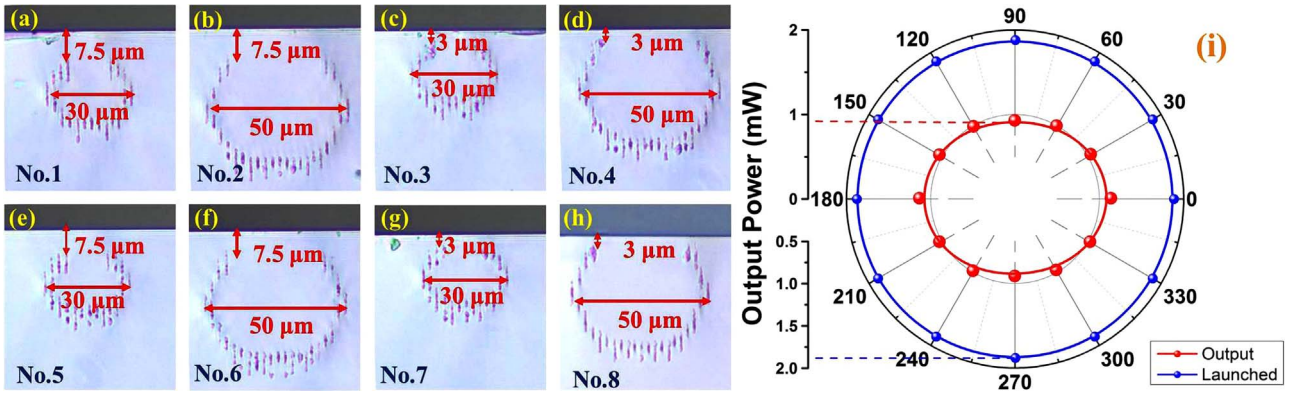 (a)
7.5 µm
30 µm
No.1
(b)
7.5 µm
50 µm
No.2
(c)
3 µm
30 µm
No.3
(d)
3 µm
50 µm
No.4
(e)
7.5 µm
30 µm
No.5
(f)
7.5 µm
50 µm
No.6
(g)
3 µm
30 µm
No.7
(h)
3 µm
50 µm
No.8
(i)
Output Power (mW)
2
1
0
0.5
1.0
1.5
2.0
90
60
30
0
330
300
270
240
210
180
150
120
Output
Launched